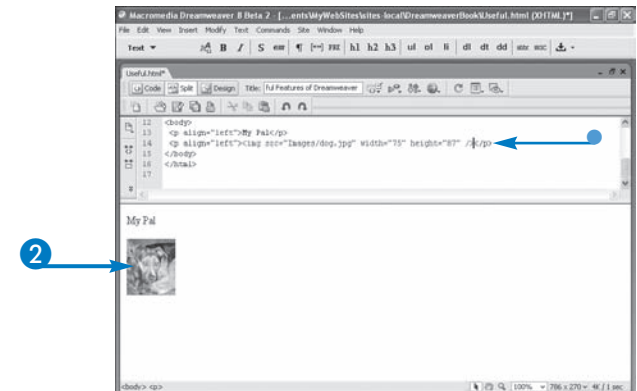 Macromedia Dreamweaver 8 Beta 2 - [...ents\MyWebSites\sites-local\DreamweaverBook\Useful.html (XHTML)*]
File Edit View Insert Modify Text Commands Site Window Help
Text B I S em ¶ PRE h1 h2 h3 ul ol li dl dt dd
Useful.html*
Code Split Design Title: ful Features of Dreamweaver
12 <body>
13 <p align="left">My Pal</p>
14 <p align="left"><img src="Images/dog.jpg" width="75" height="87" /></p>
15 </body>
16 </html>
17
My Pal
2
<body> <p> 100% 786 x 270 4K / 1 sec